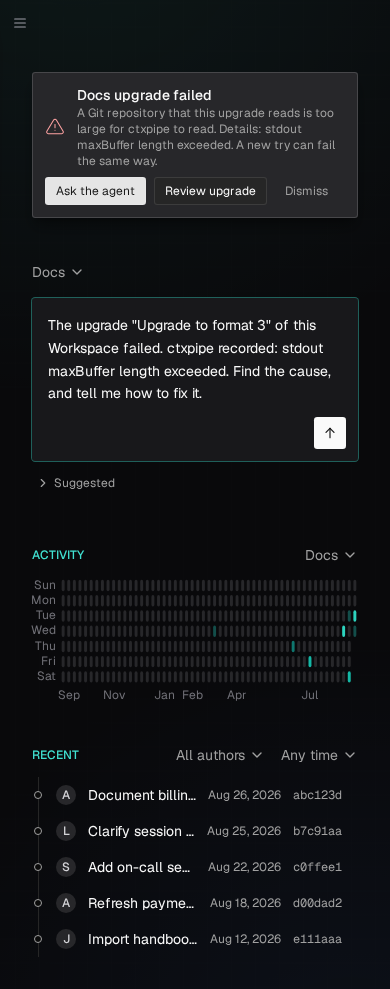 Docs upgrade failed
A Git repository that this upgrade reads is too
large for ctxpipe to read. Details: stdout
maxBuffer length exceeded. A new try can fail
the same way.
Ask the agent Review upgrade Dismiss
Docs
The upgrade "Upgrade to format 3" of this
Workspace failed. ctxpipe recorded: stdout
maxBuffer length exceeded. Find the cause,
and tell me how to fix it.
Suggested
ACTIVITY Docs
Sun
Mon
Tue
Wed
Thu
Fri
Sat
Sep Nov Jan Feb Apr Jul
RECENT All authors Any time
A Document billin... Aug 26, 2026 abc123d
L Clarify session ... Aug 25, 2026 b7c91aa
S Add on-call se... Aug 22, 2026 c0ffee1
A Refresh payme... Aug 18, 2026 d00dad2
J Import handboo... Aug 12, 2026 e111aaa